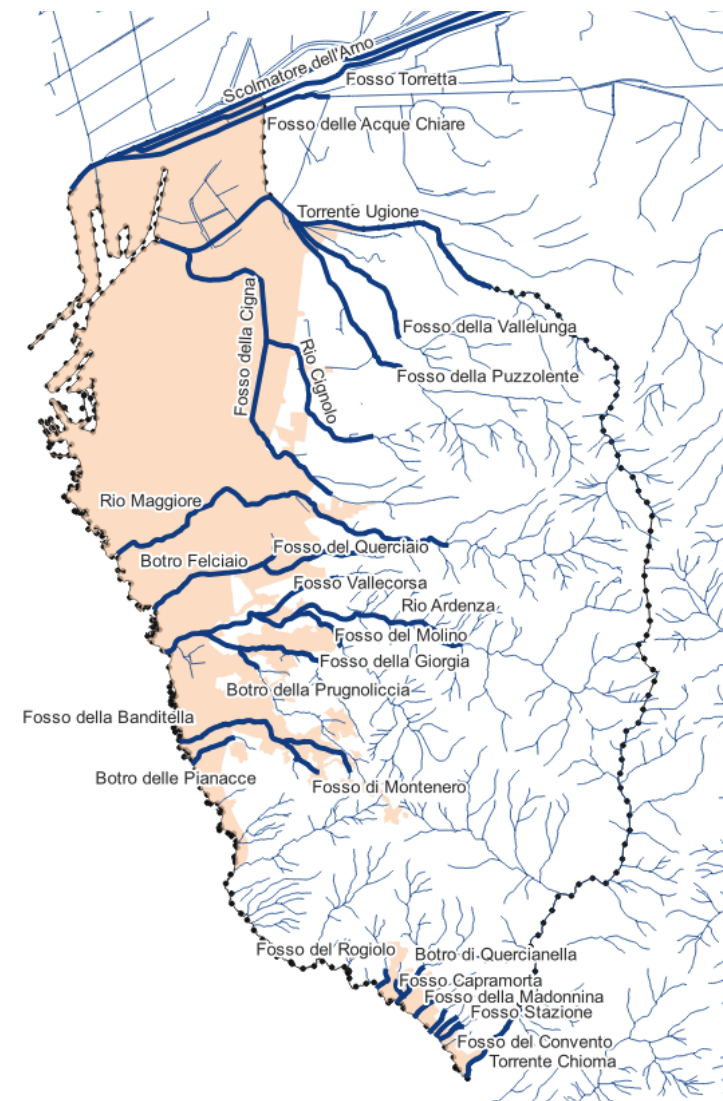 Scolmatore dell'Arno
Fosso Torretta
Fosso delle Acque Chiare
Torrente Ugione
Fosso della Vallelunga
Fosso della Puzzolente
Fosso della Cigna
Rio Cignolo
Rio Maggiore
Fosso del Querciaio
Botro Felciaio
Fosso Vallecorsa
Rio Ardenza
Fosso del Molino
Fosso della Giorgia
Botro della Prugnoliccia
Fosso della Banditella
Botro delle Pianacce
Fosso di Montenero
Fosso del Rogiolo
Botro di Quercianella
Fosso Capramorta
Fosso della Madonnina
Fosso Stazione
Fosso del Convento
Torrente Chioma